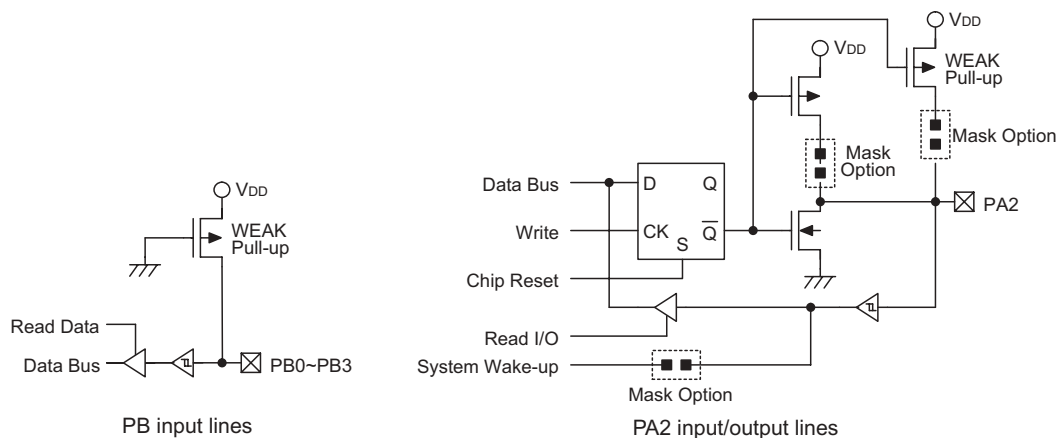 VDD
WEAK
Pull-up
Read Data
Data Bus
PB0~PB3
PB input lines
VDD
VDD
WEAK
Pull-up
Mask Option
Mask
Option
Data Bus
D
Q
Write
CK
Q
S
PA2
Chip Reset
Read I/O
System Wake-up
Mask Option
PA2 input/output lines